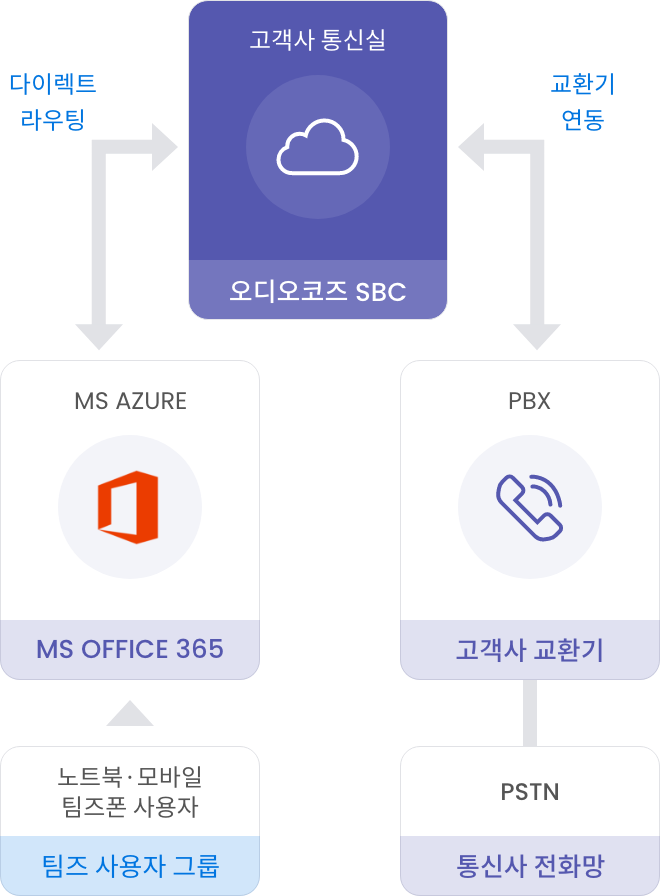 고객사 통신실
다이렉트
라우팅
교환기
연동
오디오코즈 SBC
MS AZURE
PBX
MS OFFICE 365
고객사 교환기
노트북·모바일
팀즈폰 사용자
PSTN
팀즈 사용자 그룹
통신사 전화망